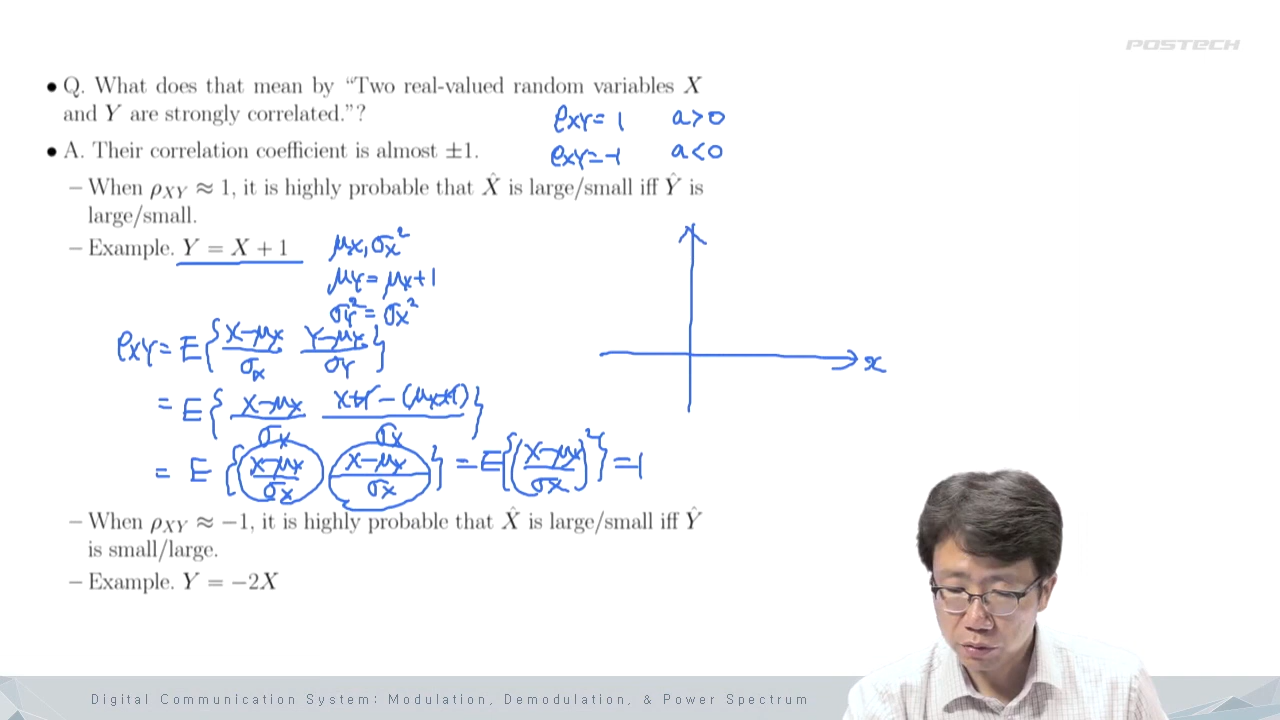 POSTECH
• Q. What does that mean by “Two real-valued random variables X
and Y are strongly correlated.”?
ρXY = 1 a > 0
• A. Their correlation coefficient is almost ±1.
ρXY = -1 a < 0
– When ρXY ≈ 1, it is highly probable that X̂ is large/small iff Ŷ is
large/small.
– Example. Y = X + 1
μX, σX²
μY = μX + 1
σY² = σX²
ρXY = E{(X-μX)/σX (Y-μX)/σY}
= E{(X-μX)/σX (X+1-(μX+1))/σX}
= E{(X-μX)/σX (X-μX)/σX} = E{((X-μX)/σX)²} = 1
x
– When ρXY ≈ −1, it is highly probable that X̂ is large/small iff Ŷ
is small/large.
– Example. Y = −2X
Digital Communication System: Modulation, Demodulation, & Power Spectrum